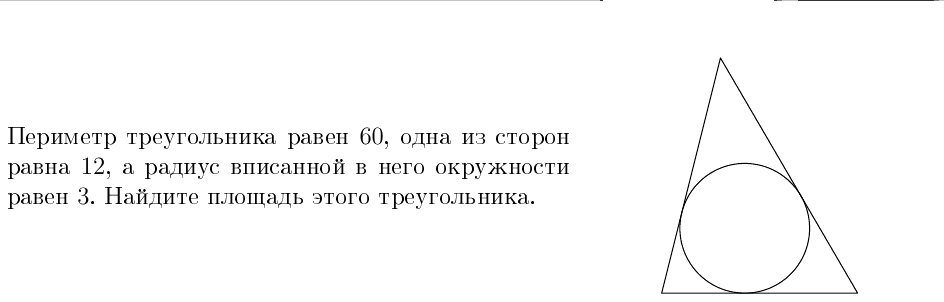 Периметр треугольника равен 60, одна из сторон
равна 12, а радиус вписанной в него окружности
равен 3. Найдите площадь этого треугольника.